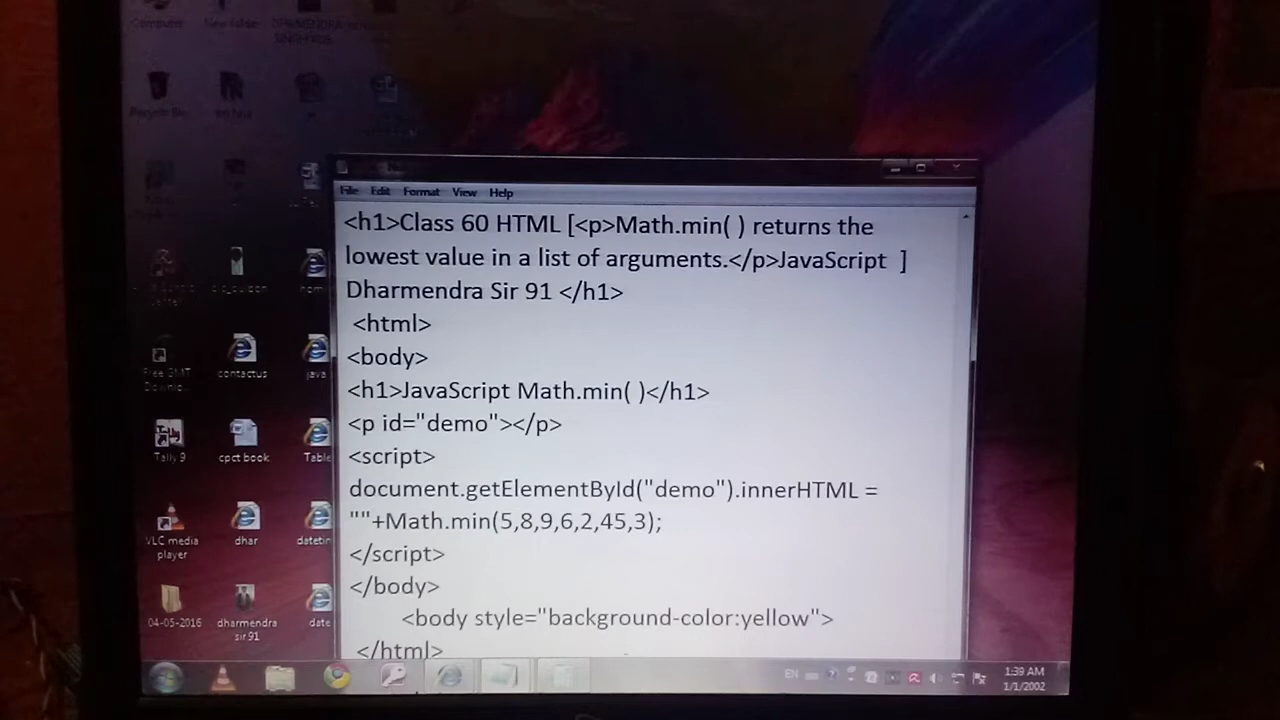 Computer
New folder
Recycle Bin
File Edit Format View Help
<h1>Class 60 HTML [<p>Math.min( ) returns the
lowest value in a list of arguments.</p>JavaScript ]
Dharmendra Sir 91 </h1>
<html>
<body>
<h1>JavaScript Math.min( )</h1>
<p id="demo"></p>
<script>
document.getElementById("demo").innerHTML =
""+Math.min(5,8,9,6,2,45,3);
</script>
</body>
<body style="background-color:yellow">
</html>
contactus
java
Tally 9
cpct book
Table
VLC media
player
dhar
datetim
04-05-2016
dharmendra
sir 91
date
EN
1:39 AM
1/1/2002